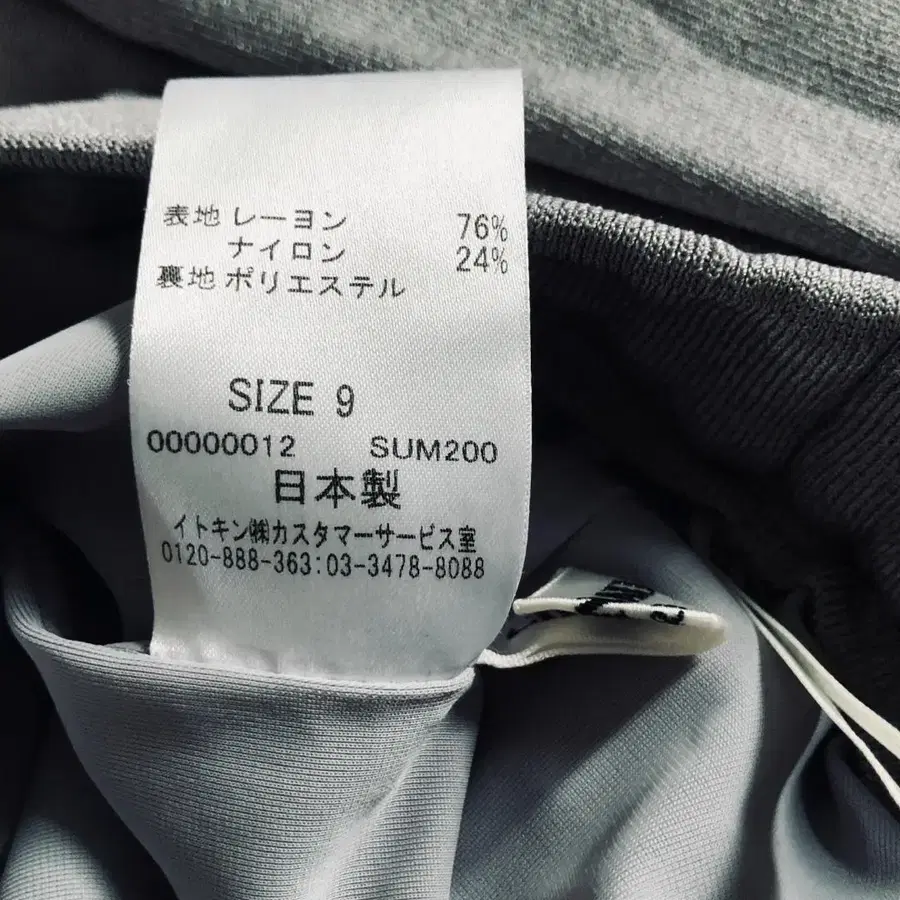 表地 レーヨン 76%
ナイロン 24%
裏地 ポリエステル
SIZE 9
00000012 SUM200
日本製
イトキン㈱カスタマーサービス室
0120-888-363:03-3478-8088